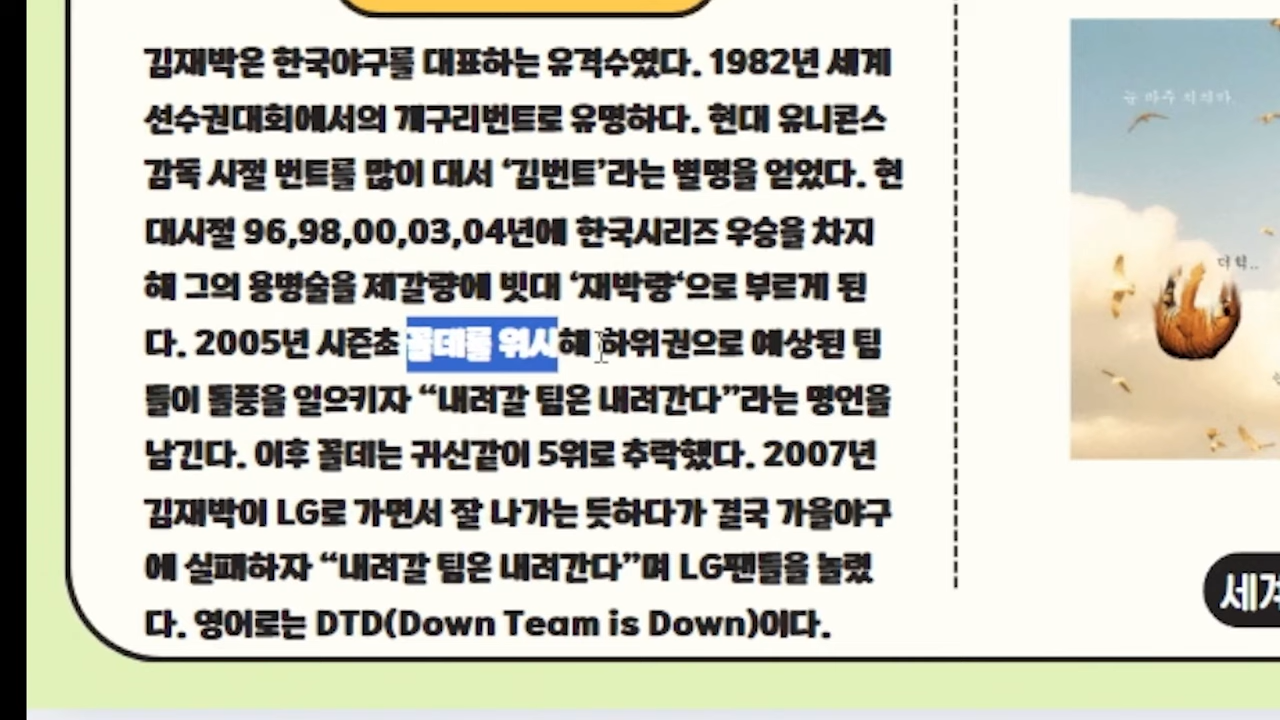 김재박은 한국야구를 대표하는 유격수였다. 1982년 세계
선수권대회에서의 개구리번트로 유명하다. 현대 유니콘스
감독 시절 번트를 많이 대서 ‘김번트’라는 별명을 얻었다. 현
대시절 96,98,00,03,04년에 한국시리즈 우승을 차지
해 그의 용병술을 제갈량에 빗대 ‘재박량‘으로 부르게 된
다. 2005년 시즌초 꼴데를 위시해 하위권으로 예상된 팀
들이 돌풍을 일으키자 “내려갈 팀은 내려간다”라는 명언을
남긴다. 이후 꼴데는 귀신같이 5위로 추락했다. 2007년
김재박이 LG로 가면서 잘 나가는 듯하다가 결국 가을야구
에 실패하자 “내려갈 팀은 내려간다”며 LG팬들을 놀렸
다. 영어로는 DTD(Down Team is Down)이다.
더 헉..